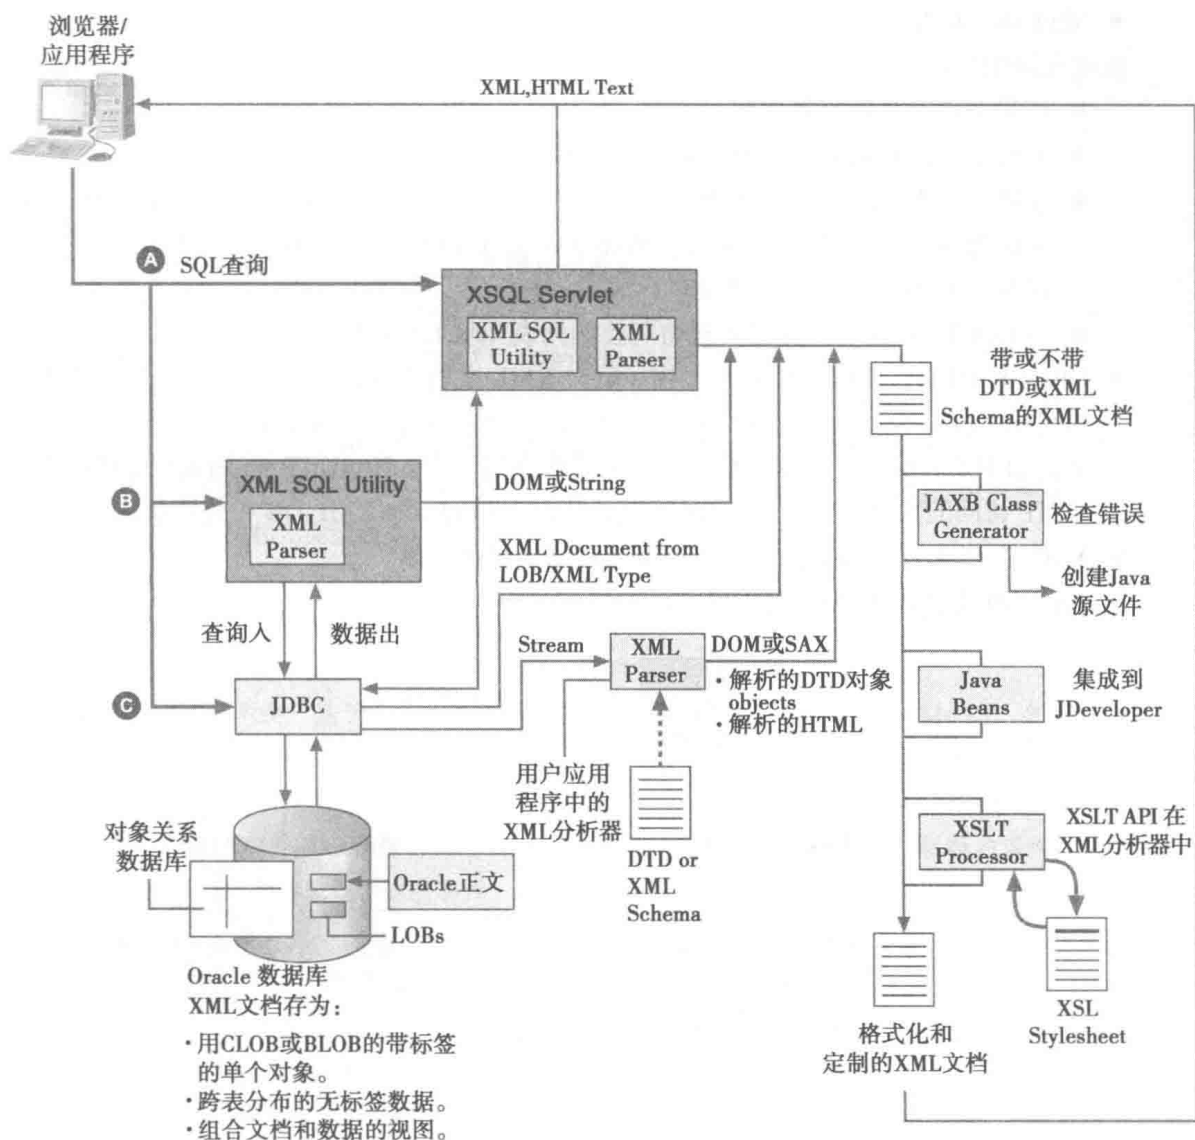 浏览器/
应用程序
XML,HTML Text
A
SQL查询
XSQL Servlet
XML SQL
Utility
XML
Parser
带或不带
DTD或XML
Schema的XML文档
B
XML SQL Utility
XML
Parser
DOM或String
JAXB Class
Generator
检查错误
创建Java
源文件
XML Document from
LOB/XML Type
查询入
数据出
Stream
XML
Parser
DOM或SAX
·解析的DTD对象
objects
·解析的HTML
Java
Beans
集成到
JDeveloper
C
JDBC
用户应用
程序中的
XML分析器
DTD or
XML
Schema
对象关系
数据库
Oracle正文
LOBs
XSLT
Processor
XSLT API 在
XML分析器中
XSL
Stylesheet
格式化和
定制的XML文档
Oracle 数据库
XML文档存为：
·用CLOB或BLOB的带标签
的单个对象。
·跨表分布的无标签数据。
·组合文档和数据的视图。